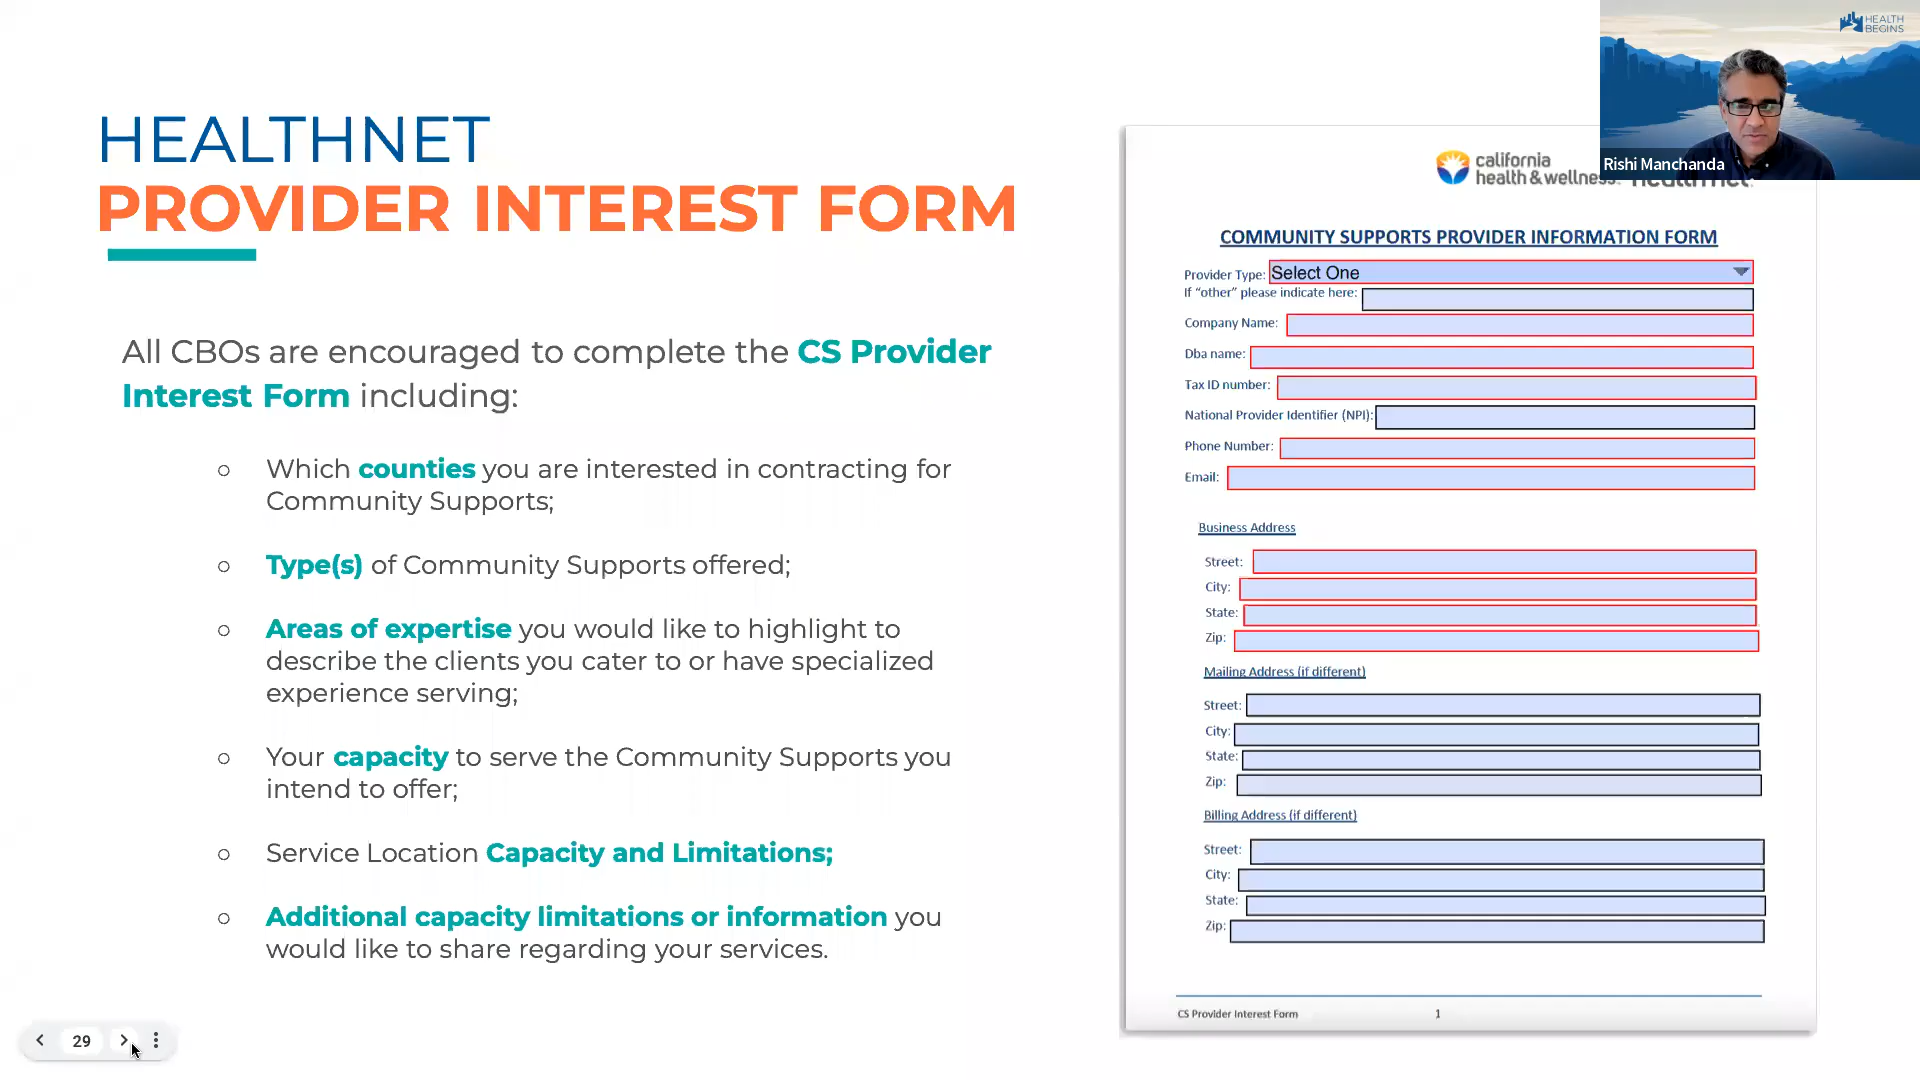 HEALTHNET
PROVIDER INTEREST FORM
All CBOs are encouraged to complete the CS Provider
Interest Form including:
○ Which counties you are interested in contracting for
Community Supports;
○ Type(s) of Community Supports offered;
○ Areas of expertise you would like to highlight to
describe the clients you cater to or have specialized
experience serving;
○ Your capacity to serve the Community Supports you
intend to offer;
○ Service Location Capacity and Limitations;
○ Additional capacity limitations or information you
would like to share regarding your services.
29
HEALTH
BEGINS
Rishi Manchanda
california
health & wellness
COMMUNITY SUPPORTS PROVIDER INFORMATION FORM
Provider Type: Select One
If “other” please indicate here:
Company Name:
Dba name:
Tax ID number:
National Provider Identifier (NPI):
Phone Number:
Email:
Business Address
Street:
City:
State:
Zip:
Mailing Address (if different)
Street:
City:
State:
Zip:
Billing Address (if different)
Street:
City:
State:
Zip:
CS Provider Interest Form 1